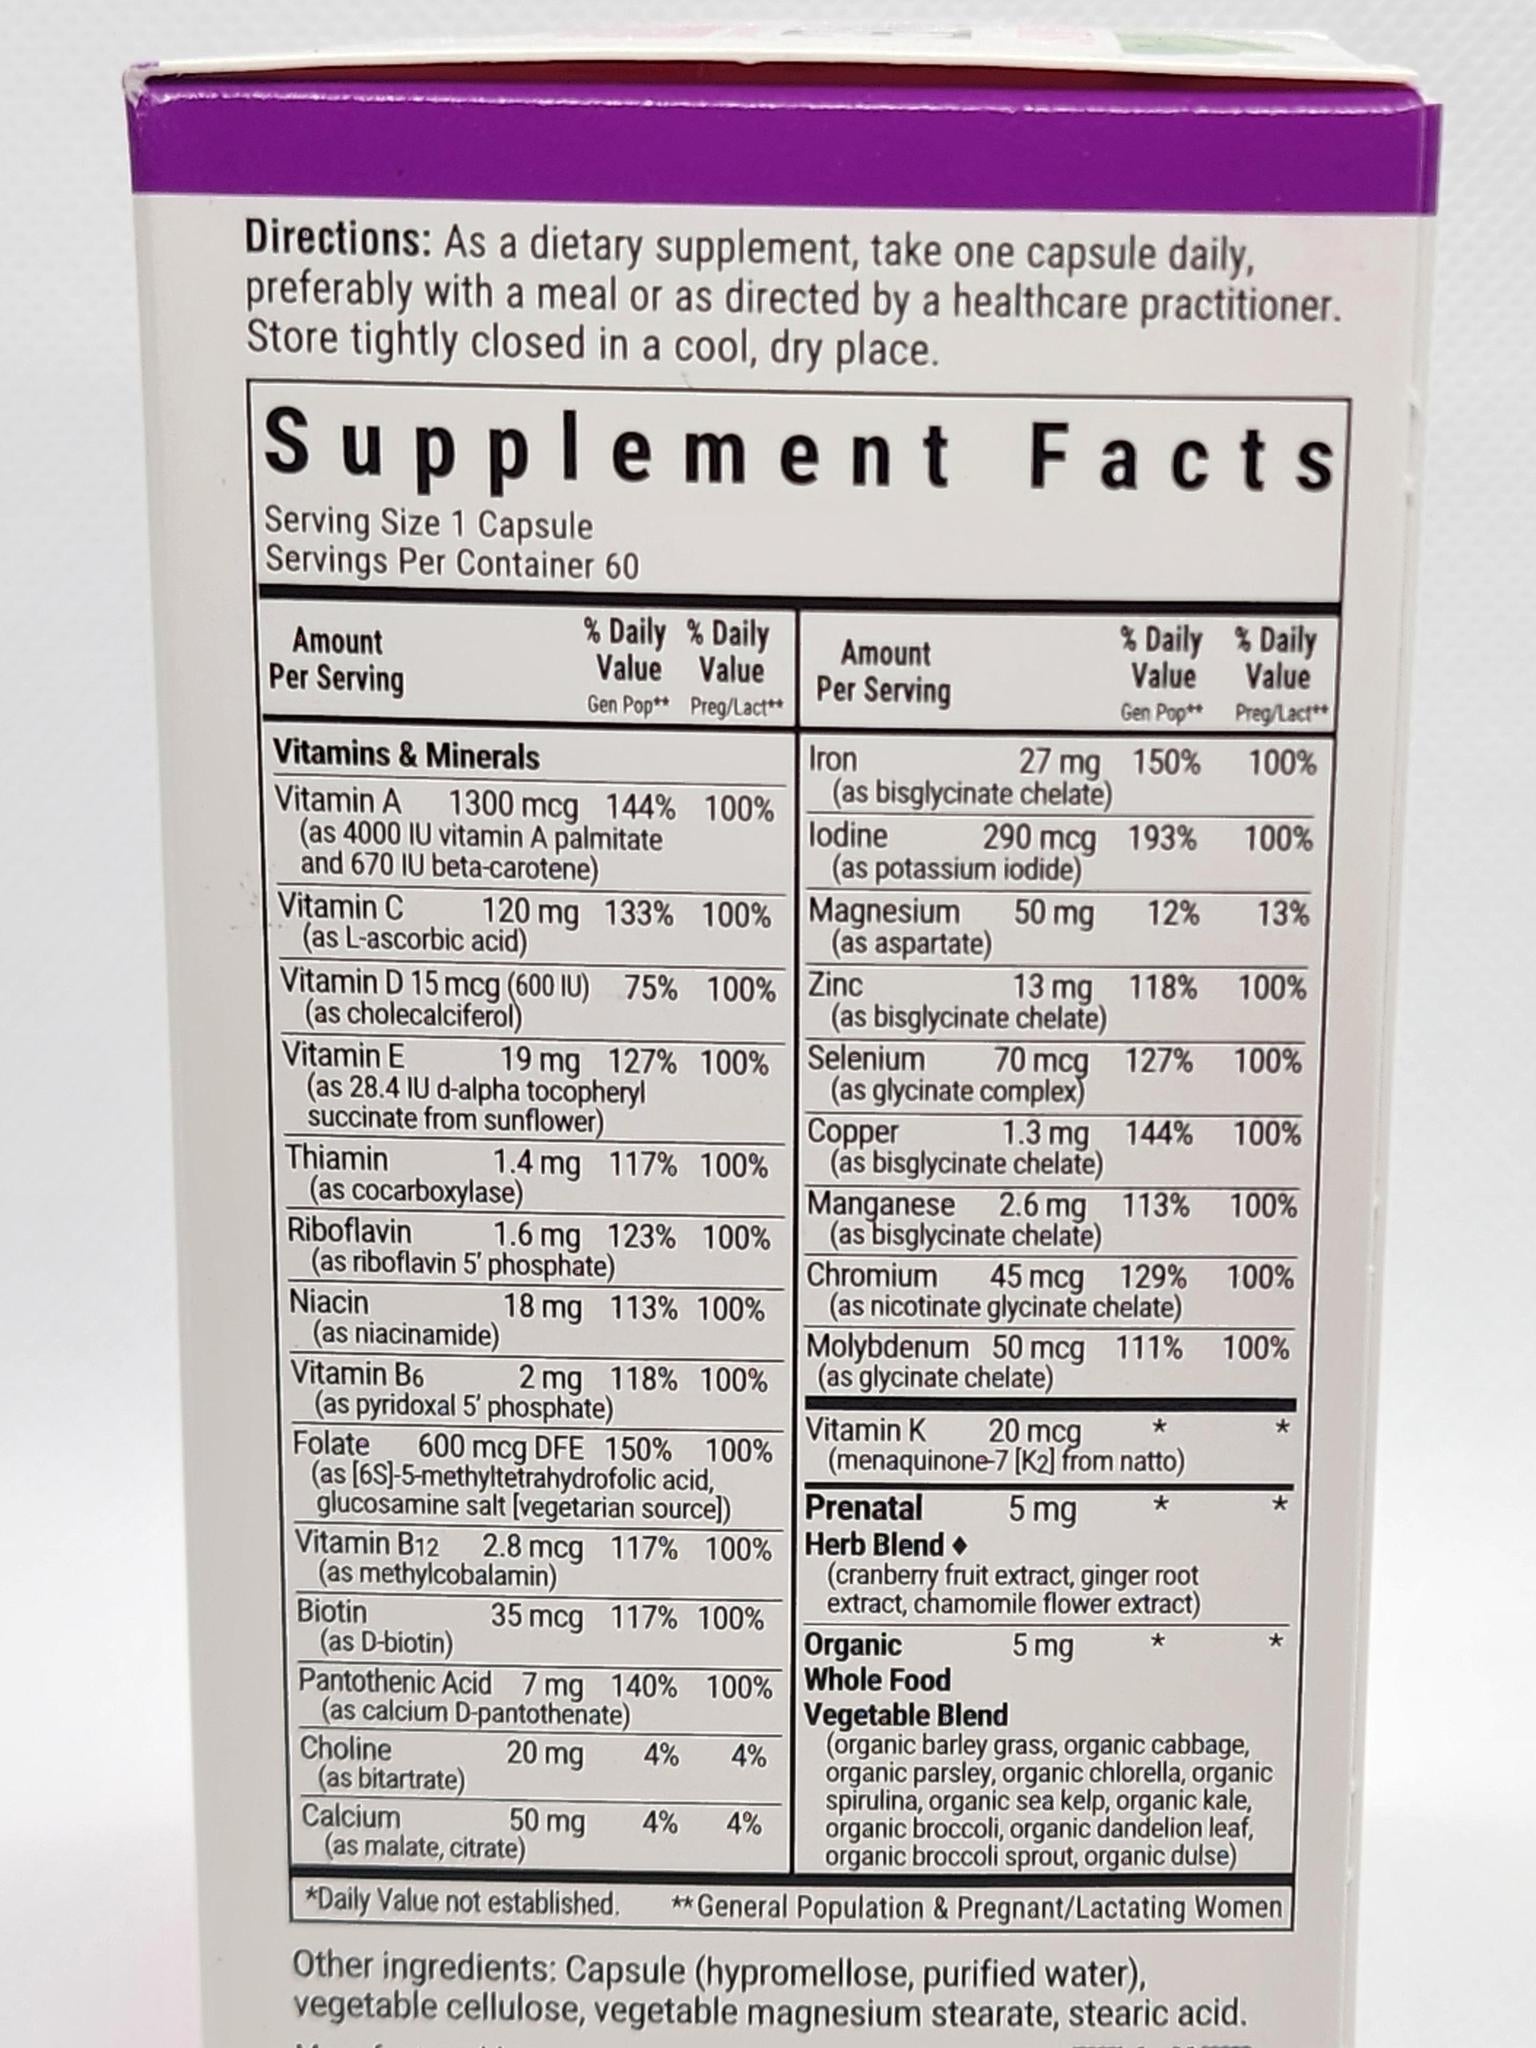 Directions: As a dietary supplement, take one capsule daily,
preferably with a meal or as directed by a healthcare practitioner.
Store tightly closed in a cool, dry place.
Supplement Facts
Serving Size 1 Capsule
Servings Per Container 60
Amount Per Serving % Daily Value Gen Pop** % Daily Value Preg/Lact**
Vitamins & Minerals
Vitamin A 1300 mcg 144% 100%
(as 4000 IU vitamin A palmitate
and 670 IU beta-carotene)
Vitamin C 120 mg 133% 100%
(as L-ascorbic acid)
Vitamin D 15 mcg (600 IU) 75% 100%
(as cholecalciferol)
Vitamin E 19 mg 127% 100%
(as 28.4 IU d-alpha tocopheryl
succinate from sunflower)
Thiamin 1.4 mg 117% 100%
(as cocarboxylase)
Riboflavin 1.6 mg 123% 100%
(as riboflavin 5' phosphate)
Niacin 18 mg 113% 100%
(as niacinamide)
Vitamin B6 2 mg 118% 100%
(as pyridoxal 5' phosphate)
Folate 600 mcg DFE 150% 100%
(as [6S]-5-methyltetrahydrofolic acid,
glucosamine salt [vegetarian source])
Vitamin B12 2.8 mcg 117% 100%
(as methylcobalamin)
Biotin 35 mcg 117% 100%
(as D-biotin)
Pantothenic Acid 7 mg 140% 100%
(as calcium D-pantothenate)
Choline 20 mg 4% 4%
(as bitartrate)
Calcium 50 mg 4% 4%
(as malate, citrate)
Amount Per Serving % Daily Value Gen Pop** % Daily Value Preg/Lact**
Iron 27 mg 150% 100%
(as bisglycinate chelate)
Iodine 290 mcg 193% 100%
(as potassium iodide)
Magnesium 50 mg 12% 13%
(as aspartate)
Zinc 13 mg 118% 100%
(as bisglycinate chelate)
Selenium 70 mcg 127% 100%
(as glycinate complex)
Copper 1.3 mg 144% 100%
(as bisglycinate chelate)
Manganese 2.6 mg 113% 100%
(as bisglycinate chelate)
Chromium 45 mcg 129% 100%
(as nicotinate glycinate chelate)
Molybdenum 50 mcg 111% 100%
(as glycinate chelate)
Vitamin K 20 mcg * *
(menaquinone-7 [K2] from natto)
Prenatal 5 mg * *
Herb Blend ♦
(cranberry fruit extract, ginger root
extract, chamomile flower extract)
Organic 5 mg * *
Whole Food
Vegetable Blend
(organic barley grass, organic cabbage,
organic parsley, organic chlorella, organic
spirulina, organic sea kelp, organic kale,
organic broccoli, organic dandelion leaf,
organic broccoli sprout, organic dulse)
*Daily Value not established. **General Population & Pregnant/Lactating Women
Other ingredients: Capsule (hypromellose, purified water),
vegetable cellulose, vegetable magnesium stearate, stearic acid.